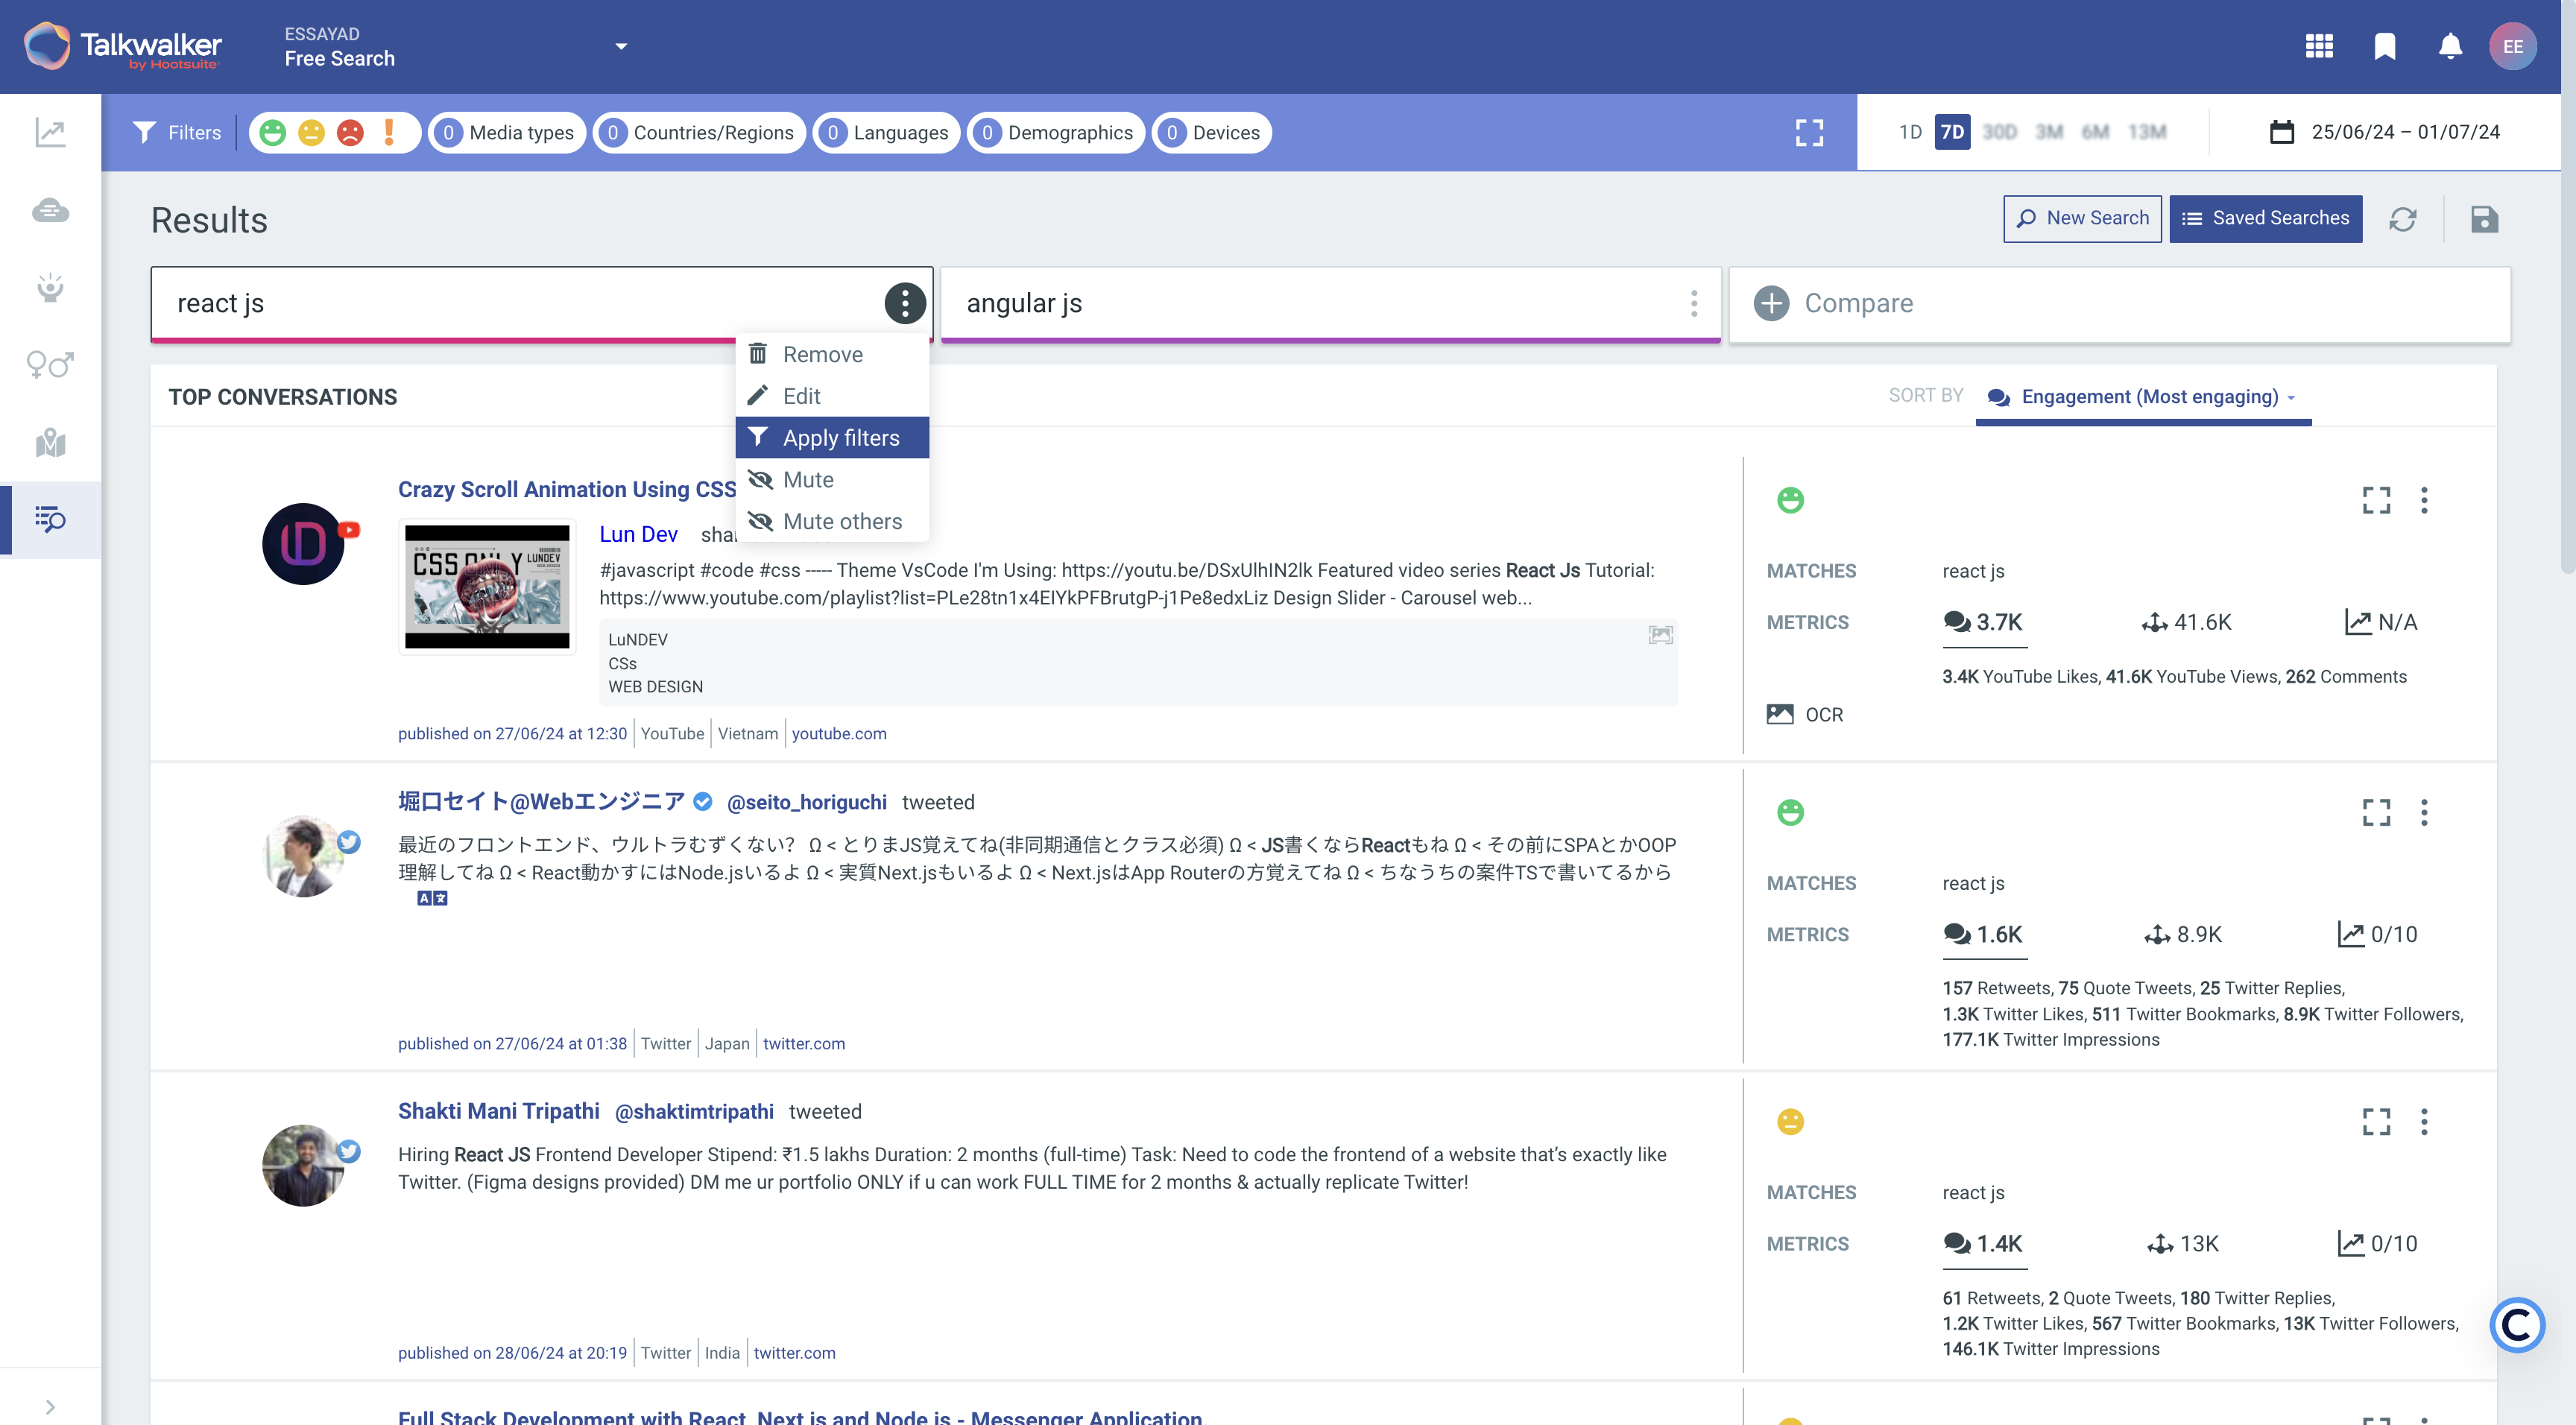 Talkwalker
by Hootsuite
ESSAYAD
Free Search
EE
Filters
0 Media types
0 Countries/Regions
0 Languages
0 Demographics
0 Devices
1D 7D 30D 3M 6M 13M
25/06/24 – 01/07/24
Results
New Search
Saved Searches
react js
angular js
Compare
Remove
Edit
Apply filters
Mute
Mute others
TOP CONVERSATIONS
SORT BY
Engagement (Most engaging)
Crazy Scroll Animation Using CSS
Lun Dev shar
#javascript #code #css ----- Theme VsCode I'm Using: https://youtu.be/DSxUlhIN2lk Featured video series React Js Tutorial:
https://www.youtube.com/playlist?list=PLe28tn1x4EIYkPFBrutgP-j1Pe8edxLiz Design Slider - Carousel web...
CSS ONLY
LUNDEV
LuNDEV
CSs
WEB DESIGN
published on 27/06/24 at 12:30 YouTube Vietnam youtube.com
MATCHES react js
METRICS 3.7K 41.6K N/A
3.4K YouTube Likes, 41.6K YouTube Views, 262 Comments
OCR
堀口セイト@Webエンジニア @seito_horiguchi tweeted
最近のフロントエンド、ウルトラむずくない? Ω < とりまJS覚えてね(非同期通信とクラス必須) Ω < JS書くならReactもね Ω < その前にSPAとかOOP
理解してね Ω < React動かすにはNode.jsいるよ Ω < 実質Next.jsもいるよ Ω < Next.jsはApp Routerの方覚えてね Ω < ちなうちの案件TSで書いてるから
A文
published on 27/06/24 at 01:38 Twitter Japan twitter.com
MATCHES react js
METRICS 1.6K 8.9K 0/10
157 Retweets, 75 Quote Tweets, 25 Twitter Replies,
1.3K Twitter Likes, 511 Twitter Bookmarks, 8.9K Twitter Followers,
177.1K Twitter Impressions
Shakti Mani Tripathi @shaktimtripathi tweeted
Hiring React JS Frontend Developer Stipend: ₹1.5 lakhs Duration: 2 months (full-time) Task: Need to code the frontend of a website that’s exactly like
Twitter. (Figma designs provided) DM me ur portfolio ONLY if u can work FULL TIME for 2 months & actually replicate Twitter!
published on 28/06/24 at 20:19 Twitter India twitter.com
MATCHES react js
METRICS 1.4K 13K 0/10
61 Retweets, 2 Quote Tweets, 180 Twitter Replies,
1.2K Twitter Likes, 567 Twitter Bookmarks, 13K Twitter Followers,
146.1K Twitter Impressions
Full Stack Development with React, Next js and Node js - Messenger Application